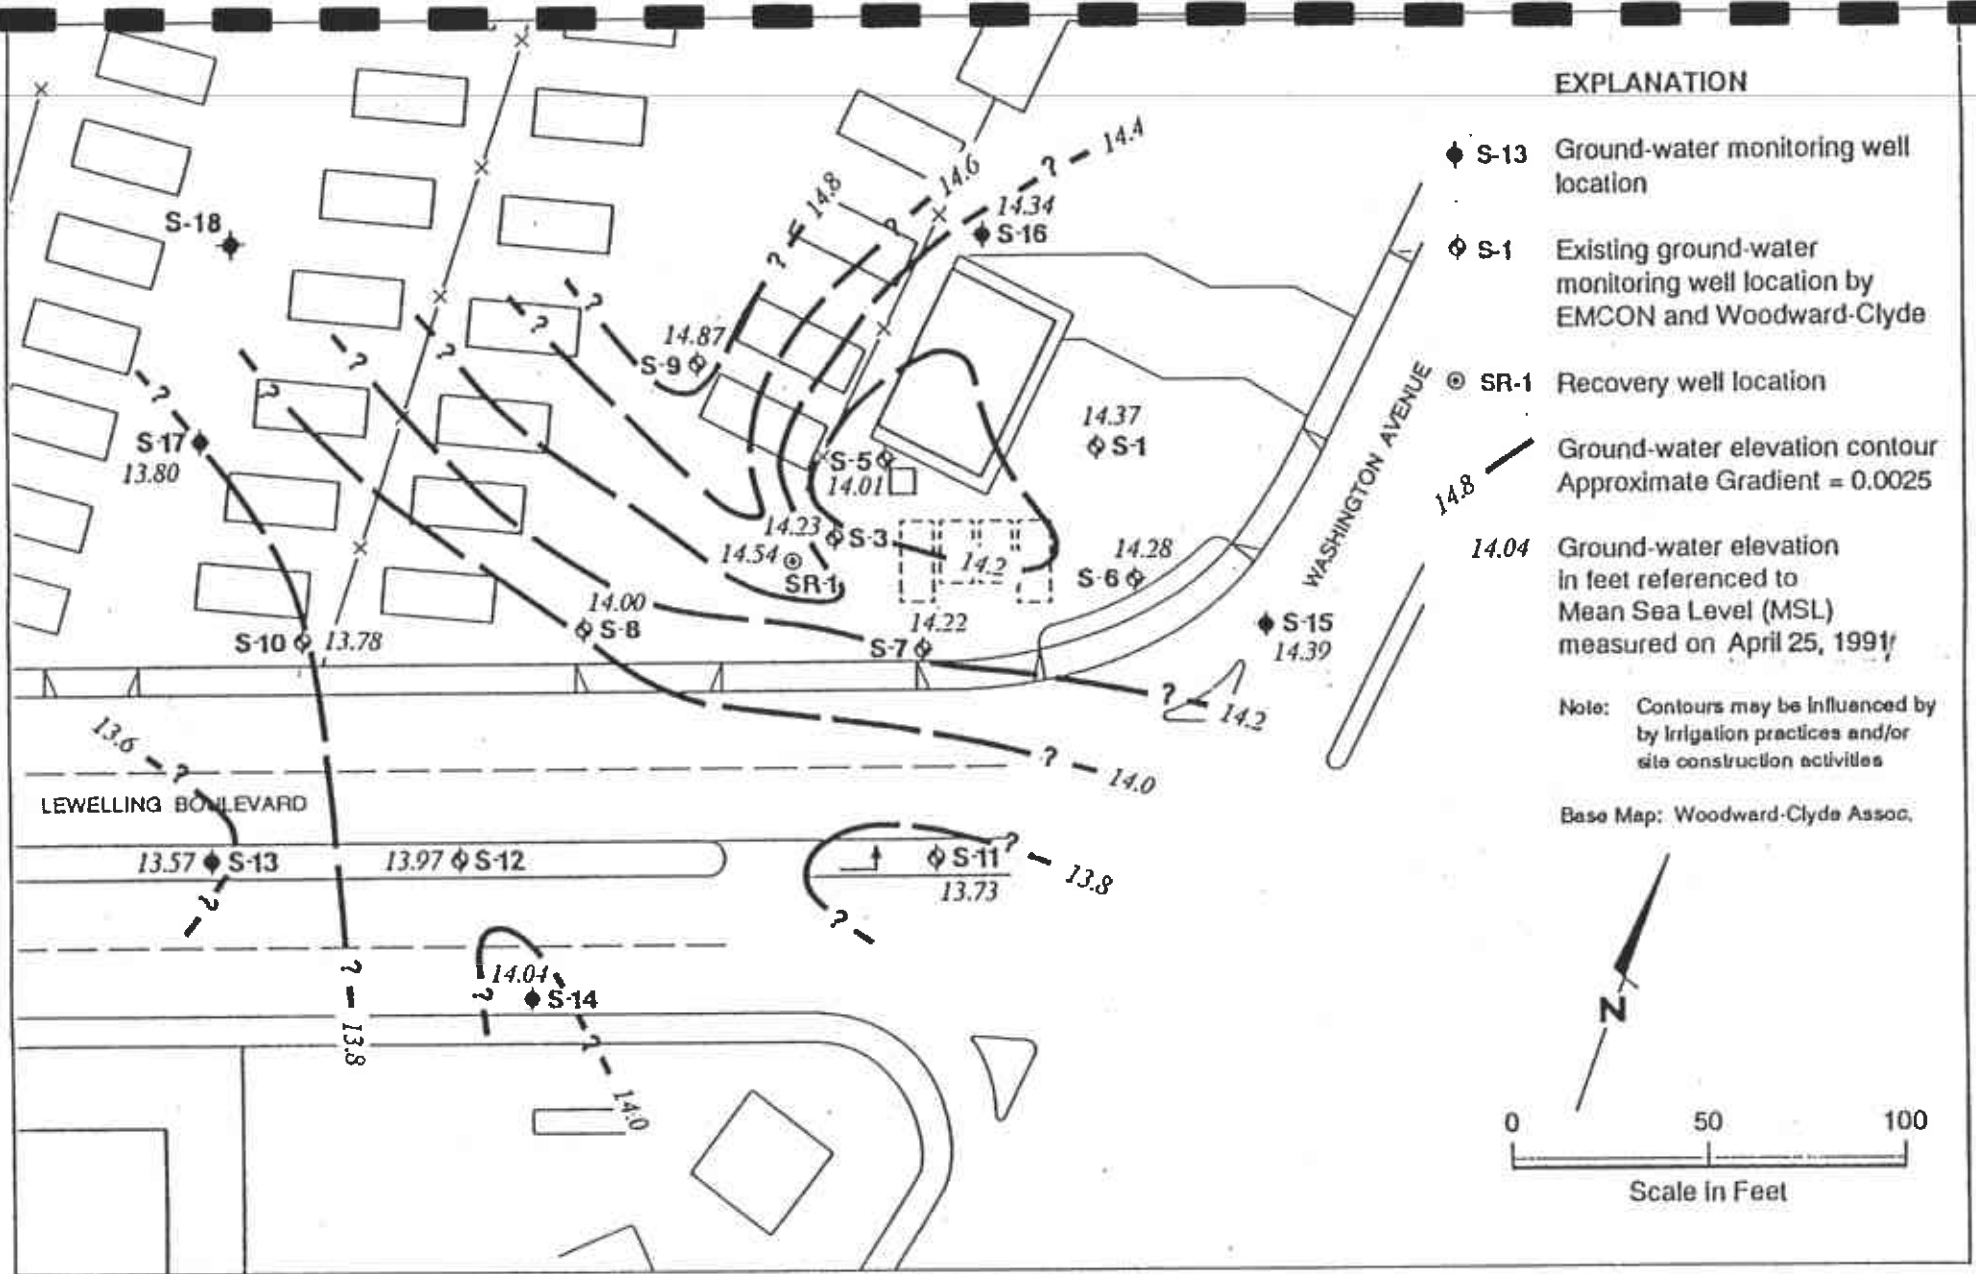 EXPLANATION
S-13 Ground-water monitoring well
location
S-1 Existing ground-water
monitoring well location by
EMCON and Woodward-Clyde
SR-1 Recovery well location
14.8 Ground-water elevation contour
Approximate Gradient = 0.0025
14.04 Ground-water elevation
in feet referenced to
Mean Sea Level (MSL)
measured on April 25, 1991
Note: Contours may be influenced by
by irrigation practices and/or
site construction activities
Base Map: Woodward-Clyde Assoc.
N
0 50 100
Scale in Feet
14.4
?
14.6
?
14.8
?
14.34
S-16
S-18
?
?
?
?
?
?
14.87
S-9
14.37
S-1
WASHINGTON AVENUE
S-17
13.80
S-5
14.01
14.23
S-3
14.54
SR-1
14.2
14.28
S-6
14.00
S-8
14.22
S-7
S-15
14.39
S-10
13.78
?
14.2
?
14.0
13.6
?
LEWELLING BOULEVARD
13.57 S-13
?
13.97 S-12
S-11
13.73
?
13.8
?
?
13.8
14.04
S-14
?
?
14.0